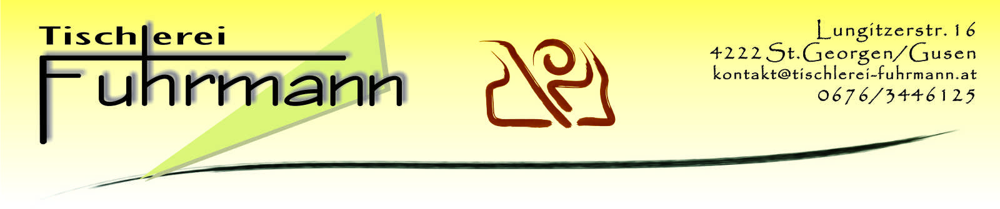 Tischlerei
Fuhrmann
Lungitzerstr. 16
4222 St.Georgen/Gusen
kontakt@tischlerei-fuhrmann.at
0676/3446125